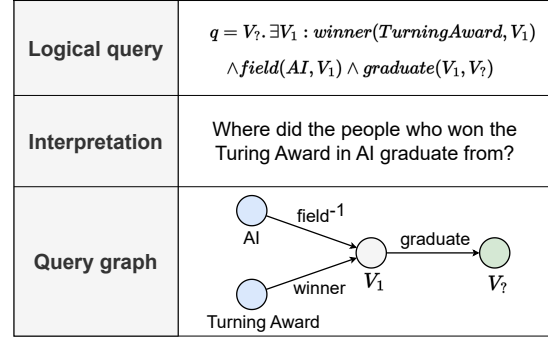 Logical query
q = V?. ∃V1 : winner(TurningAward, V1)
∧field(AI, V1) ∧ graduate(V1, V?)
Interpretation
Where did the people who won the
Turing Award in AI graduate from?
Query graph
AI
field-1
graduate
V1
V?
winner
Turning Award